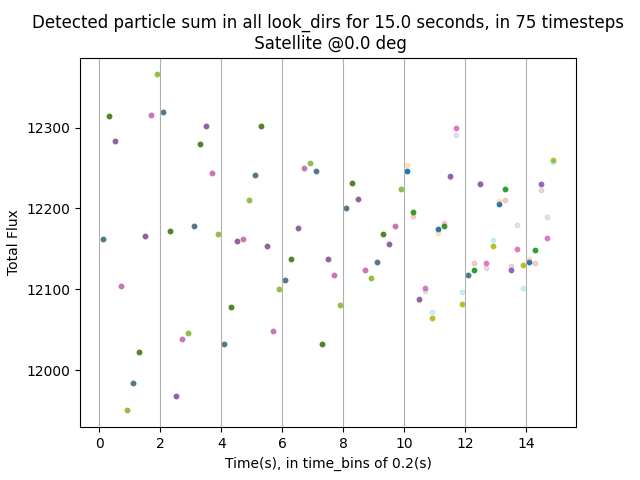 Detected particle sum in all look_dirs for 15.0 seconds, in 75 timesteps
Satellite @0.0 deg
12300
12200
12100
12000
Total Flux
0 2 4 6 8 10 12 14
Time(s), in time_bins of 0.2(s)